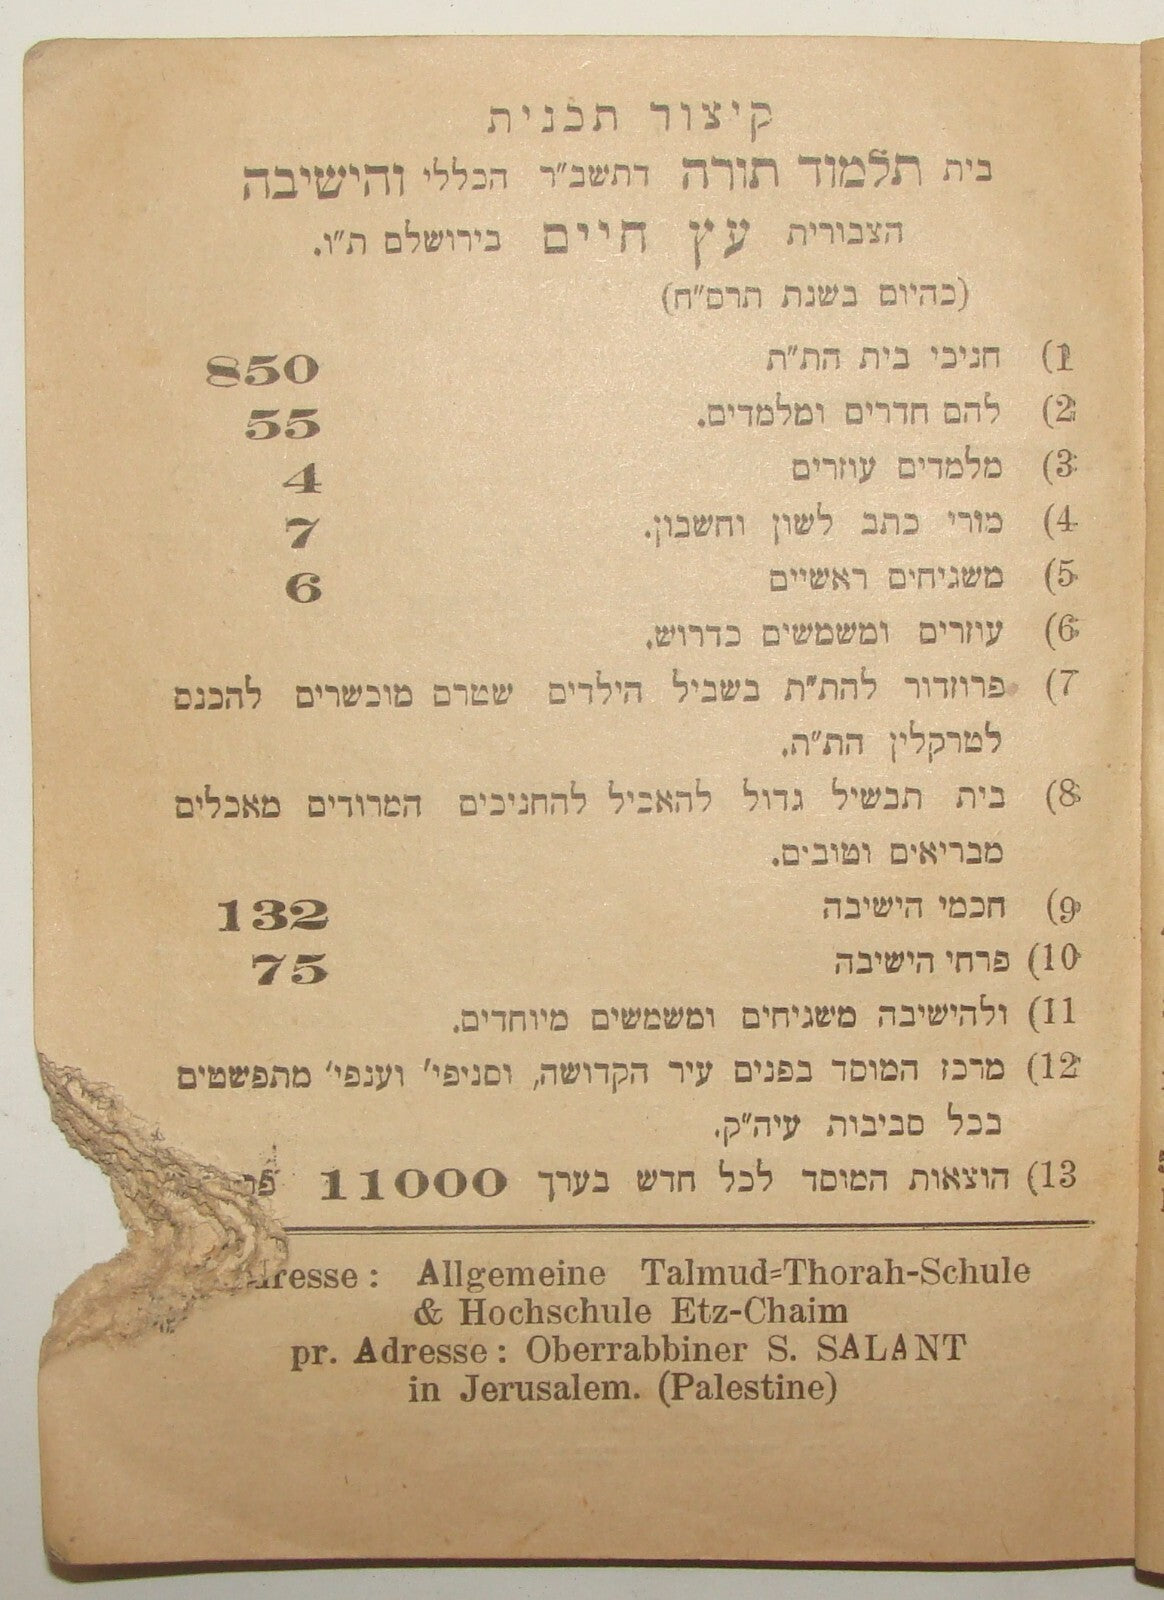 קיצור תכנית
בית תלמוד תורה דתשב"ר הכללי והישיבה
הצבורית עץ חיים בירושלם ת"ו.
(כהיום בשנת תרס"ח)
1) חניכי בית הת"ת 850
2) להם חדרים ומלמדים. 55
3) מלמדים עוזרים 4
4) מורי כתב לשון וחשבון. 7
5) משגיחים ראשיים 6
6) עוזרים ומשמשים כדרוש.
7) פרוזדור להת"ת בשביל הילדים שטרם מוכשרים להכנס
לטרקלין הת"ת.
8) בית תבשיל גדול להאכיל להחניכים המרודים מאכלים
מבריאים וטובים.
9) חכמי הישיבה 132
10) פרחי הישיבה 75
11) ולהישיבה משגיחים ומשמשים מיוחדים.
12) מרכז המוסד בפנים עיר הקדושה, וסניפי' וענפי' מתפשטים
בכל סביבות עיה"ק.
13) הוצאות המוסד לכל חדש בערך 11000
Allgemeine Talmud=Thorah-Schule
& Hochschule Etz-Chaim
pr. Adresse: Oberrabbiner S. SALANT
in Jerusalem. (Palestine)